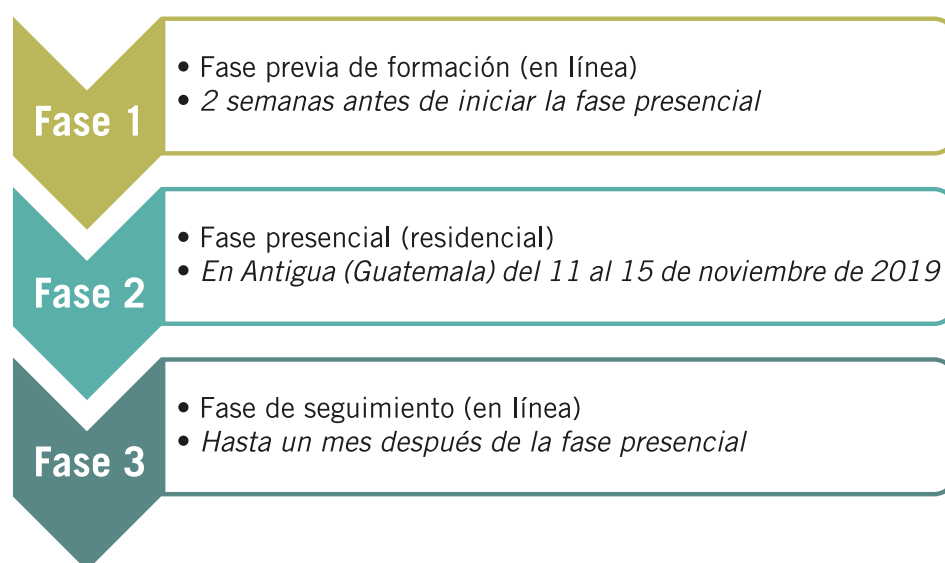 Fase 1
• Fase previa de formación (en línea)
• 2 semanas antes de iniciar la fase presencial
Fase 2
• Fase presencial (residencial)
• En Antigua (Guatemala) del 11 al 15 de noviembre de 2019
Fase 3
• Fase de seguimiento (en línea)
• Hasta un mes después de la fase presencial